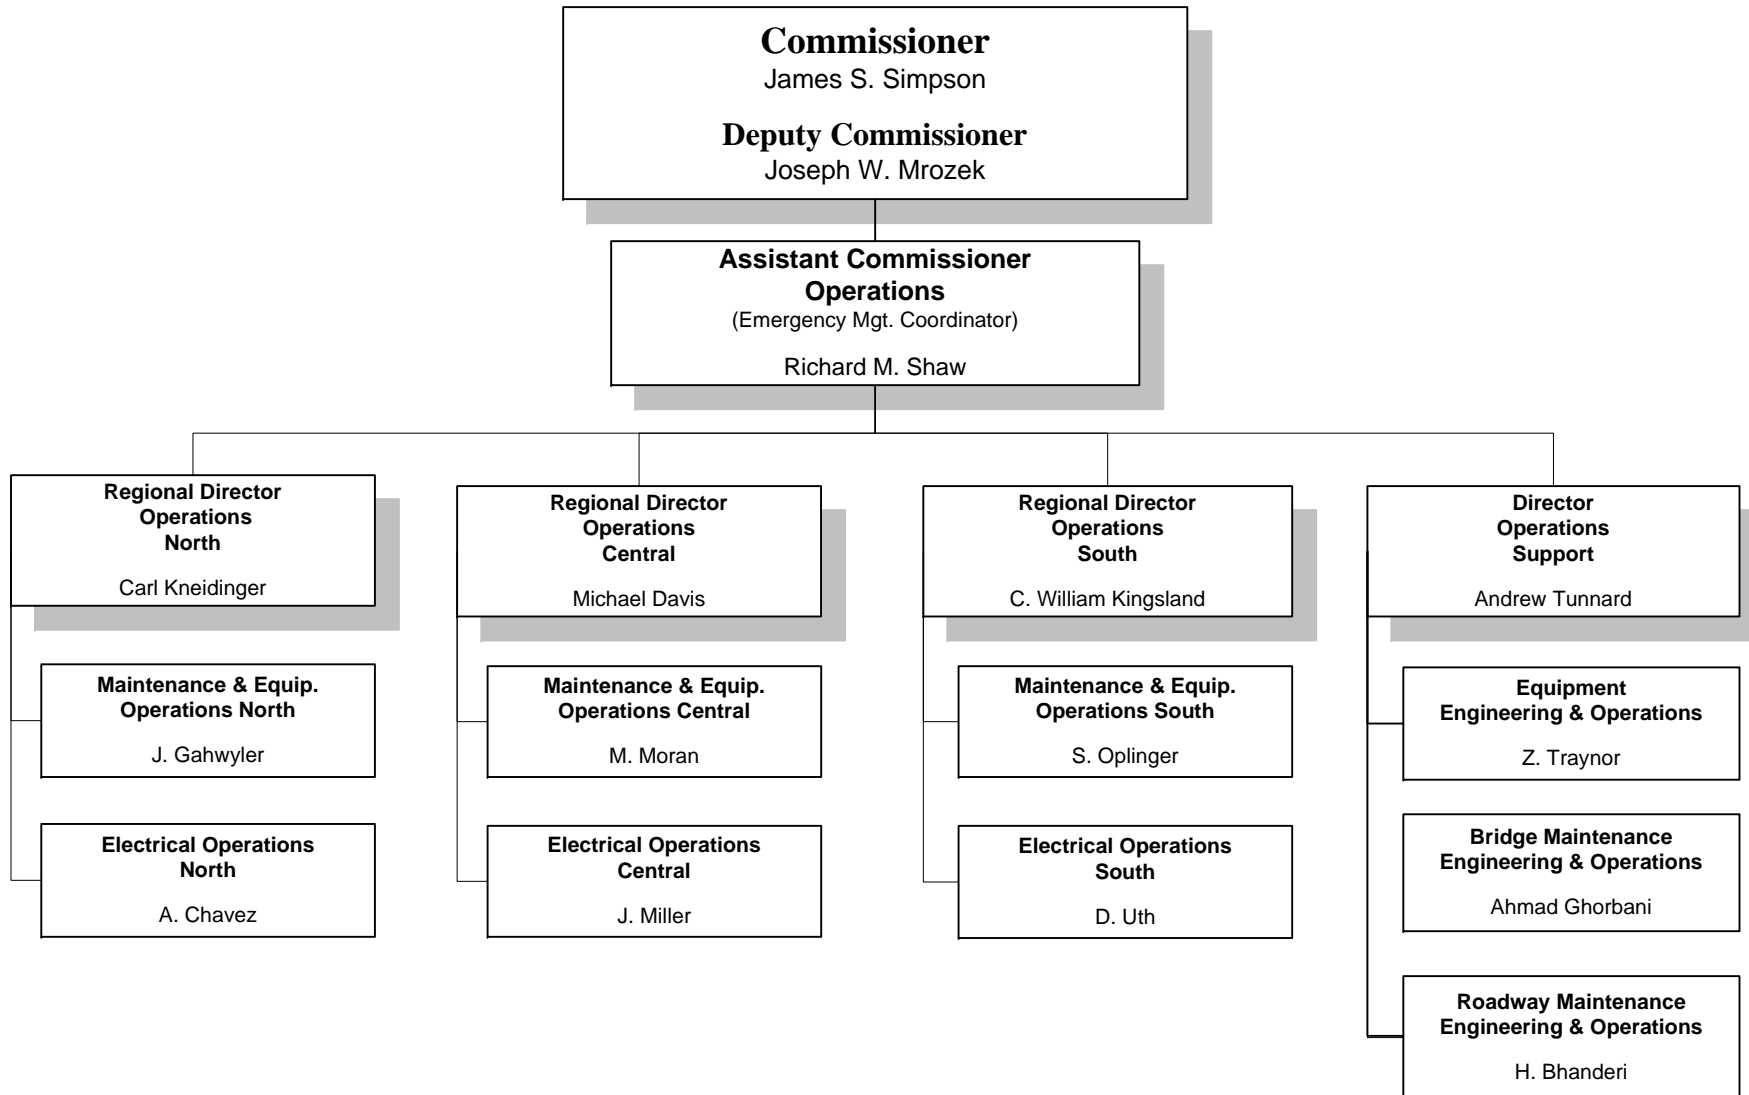 Commissioner
James S. Simpson
Deputy Commissioner
Joseph W. Mrozek
Assistant Commissioner
Operations
(Emergency Mgt. Coordinator)
Richard M. Shaw
Regional Director
Operations
North
Carl Kneidinger
Regional Director
Operations
Central
Michael Davis
Regional Director
Operations
South
C. William Kingsland
Director
Operations
Support
Andrew Tunnard
Maintenance & Equip.
Operations North
J. Gahwyler
Maintenance & Equip.
Operations Central
M. Moran
Maintenance & Equip.
Operations South
S. Oplinger
Equipment
Engineering & Operations
Z. Traynor
Electrical Operations
North
A. Chavez
Electrical Operations
Central
J. Miller
Electrical Operations
South
D. Uth
Bridge Maintenance
Engineering & Operations
Ahmad Ghorbani
Roadway Maintenance
Engineering & Operations
H. Bhanderi